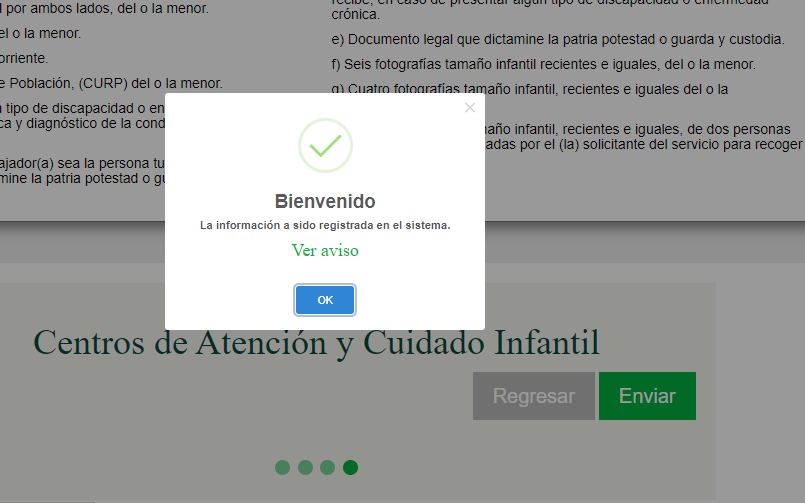 l por ambos lados, del o la menor.
el o la menor.
orriente.
e Población, (CURP) del o la menor.
n tipo de discapacidad o en
ca y diagnóstico de la cond
ajador(a) sea la persona tu
mine la patria potestad o gu
recibe, en caso de presentar algún tipo de discapacidad o enfermedad
crónica.
e) Documento legal que dictamine la patria potestad o guarda y custodia.
f) Seis fotografías tamaño infantil recientes e iguales, del o la menor.
g) Cuatro fotografías tamaño infantil, recientes e iguales del o la
naño infantil, recientes e iguales, de dos personas
adas por el (la) solicitante del servicio para recoger
×
Bienvenido
La información a sido registrada en el sistema.
Ver aviso
OK
Centros de Atención y Cuidado Infantil
Regresar
Enviar